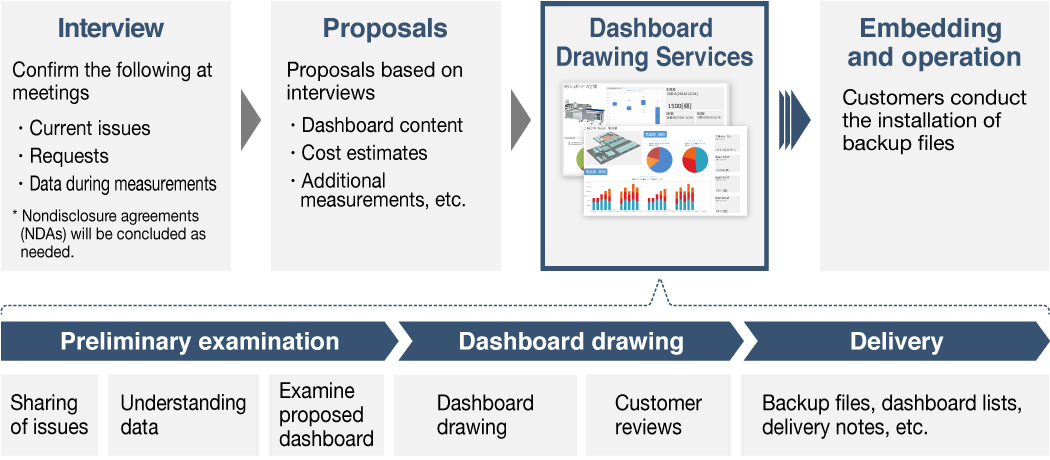 Interview
Confirm the following at
meetings
・Current issues
・Requests
・Data during measurements
* Nondisclosure agreements
(NDAs) will be concluded as
needed.
Proposals
Proposals based on
interviews
・Dashboard content
・Cost estimates
・Additional
measurements, etc.
Dashboard
Drawing Services
1500[個]
Embedding
and operation
Customers conduct
the installation of
backup files
Preliminary examination
Dashboard drawing
Delivery
Sharing
of issues
Understanding
data
Examine
proposed
dashboard
Dashboard
drawing
Customer
reviews
Backup files, dashboard lists,
delivery notes, etc.